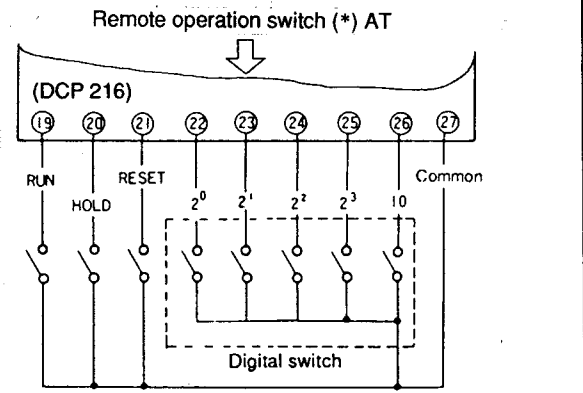 Remote operation switch (*) AT
(DCP 216)
19 20 21 22 23 24 25 26 27
RUN HOLD RESET 2⁰ 2¹ 2² 2³ 10 Common
Digital switch